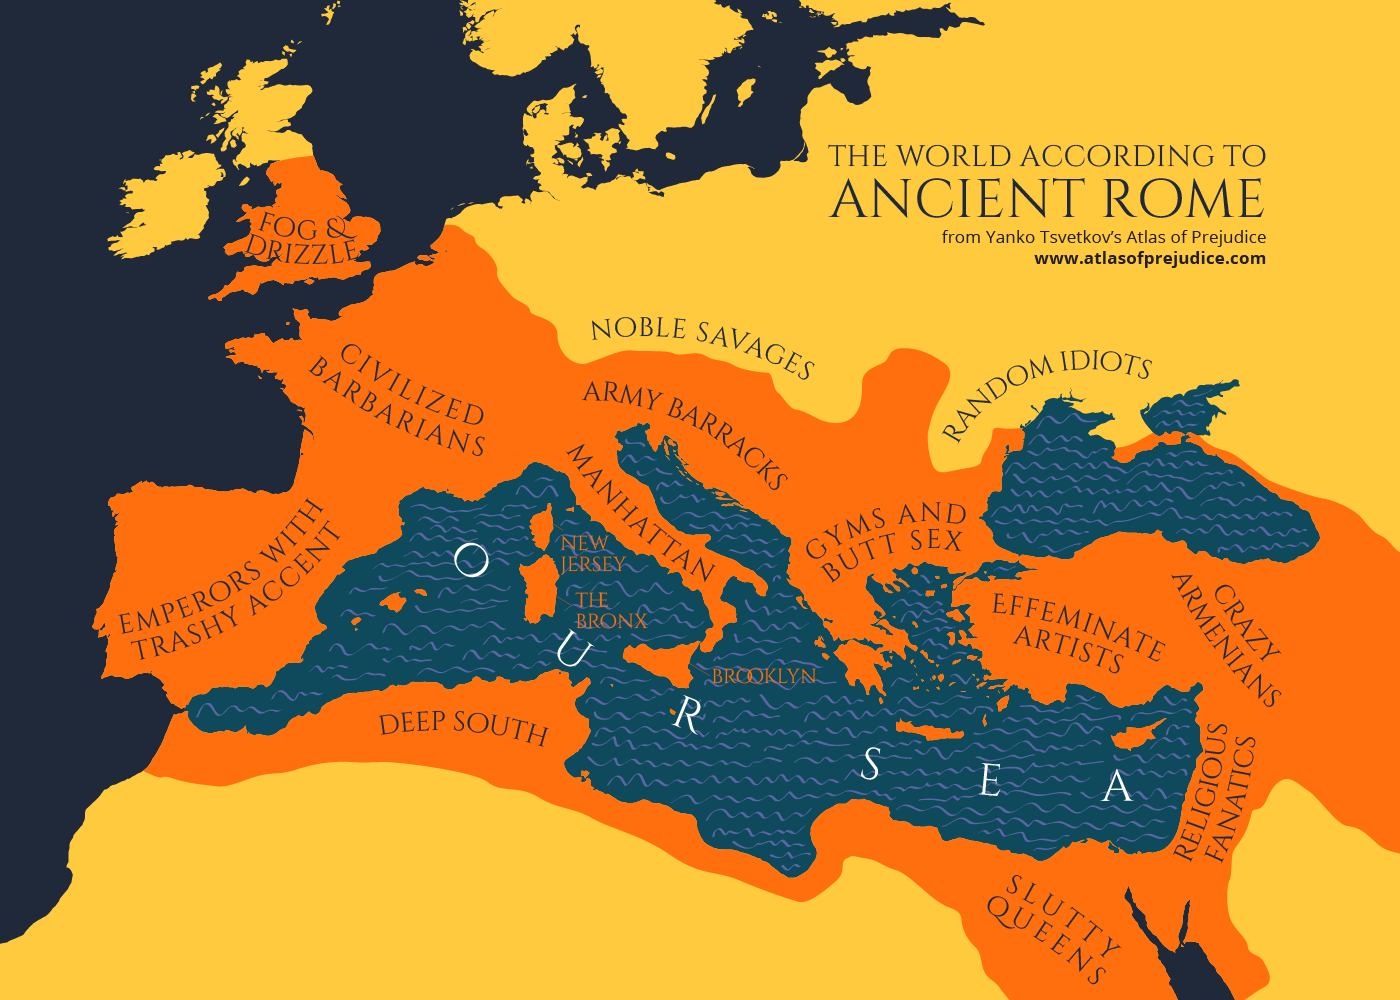 THE WORLD ACCORDING TO
ANCIENT ROME
from Yanko Tsvetkov's Atlas of Prejudice
www.atlasofprejudice.com
FOG &
DRIZZLE
NOBLE SAVAGES
RANDOM IDIOTS
CIVILIZED
BARBARIANS
ARMY BARRACKS
MANHATTAN
EMPERORS WITH
TRASHY ACCENT
GYMS AND
BUTT SEX
NEW
JERSEY
THE
BRONX
BROOKLYN
EFFEMINATE
ARTISTS
CRAZY
ARMENIANS
OUR SEA
DEEP SOUTH
RELIGIOUS
FANATICS
SLUTTY
QUEENS